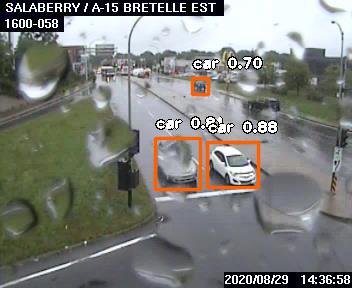 SALABERRY / A-15 BRETELLE EST
1600-058
car 0.70
car 0.81
car 0.88
2020/08/29 14:36:58